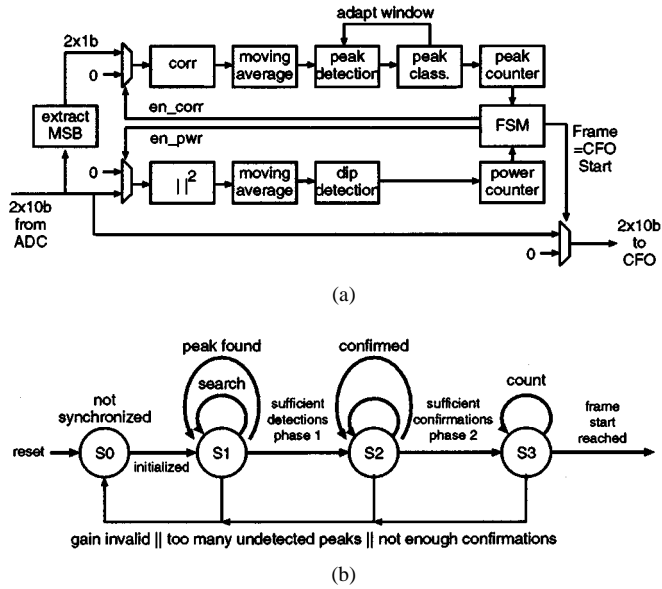 adapt window
2x1b
0
corr
moving
average
peak
detection
peak
class.
peak
counter
en_corr
extract
MSB
en_pwr
FSM
Frame
=CFO
Start
0
| |²
moving
average
dip
detection
power
counter
2x10b
from
ADC
0
2x10b
to
CFO
(a)
peak found
confirmed
search
count
not
synchronized
sufficient
detections
phase 1
sufficient
confirmations
phase 2
frame
start
reached
reset
S0
initialized
S1
S2
S3
gain invalid || too many undetected peaks || not enough confirmations
(b)